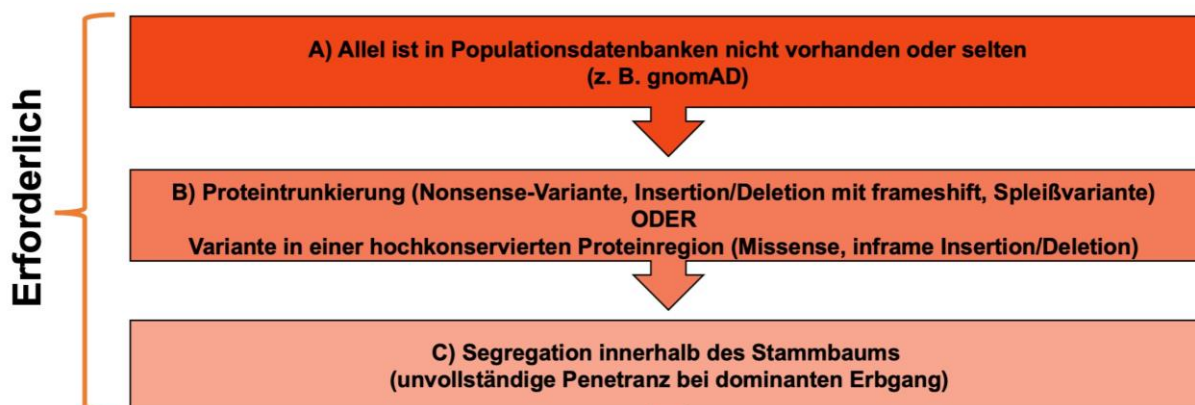 Erforderlich
A) Allel ist in Populationsdatenbanken nicht vorhanden oder selten
(z. B. gnomAD)
B) Proteintrunkierung (Nonsense-Variante, Insertion/Deletion mit frameshift, Spleißvariante)
ODER
Variante in einer hochkonservierten Proteinregion (Missense, inframe Insertion/Deletion)
C) Segregation innerhalb des Stammbaums
(unvollständige Penetranz bei dominanten Erbgang)